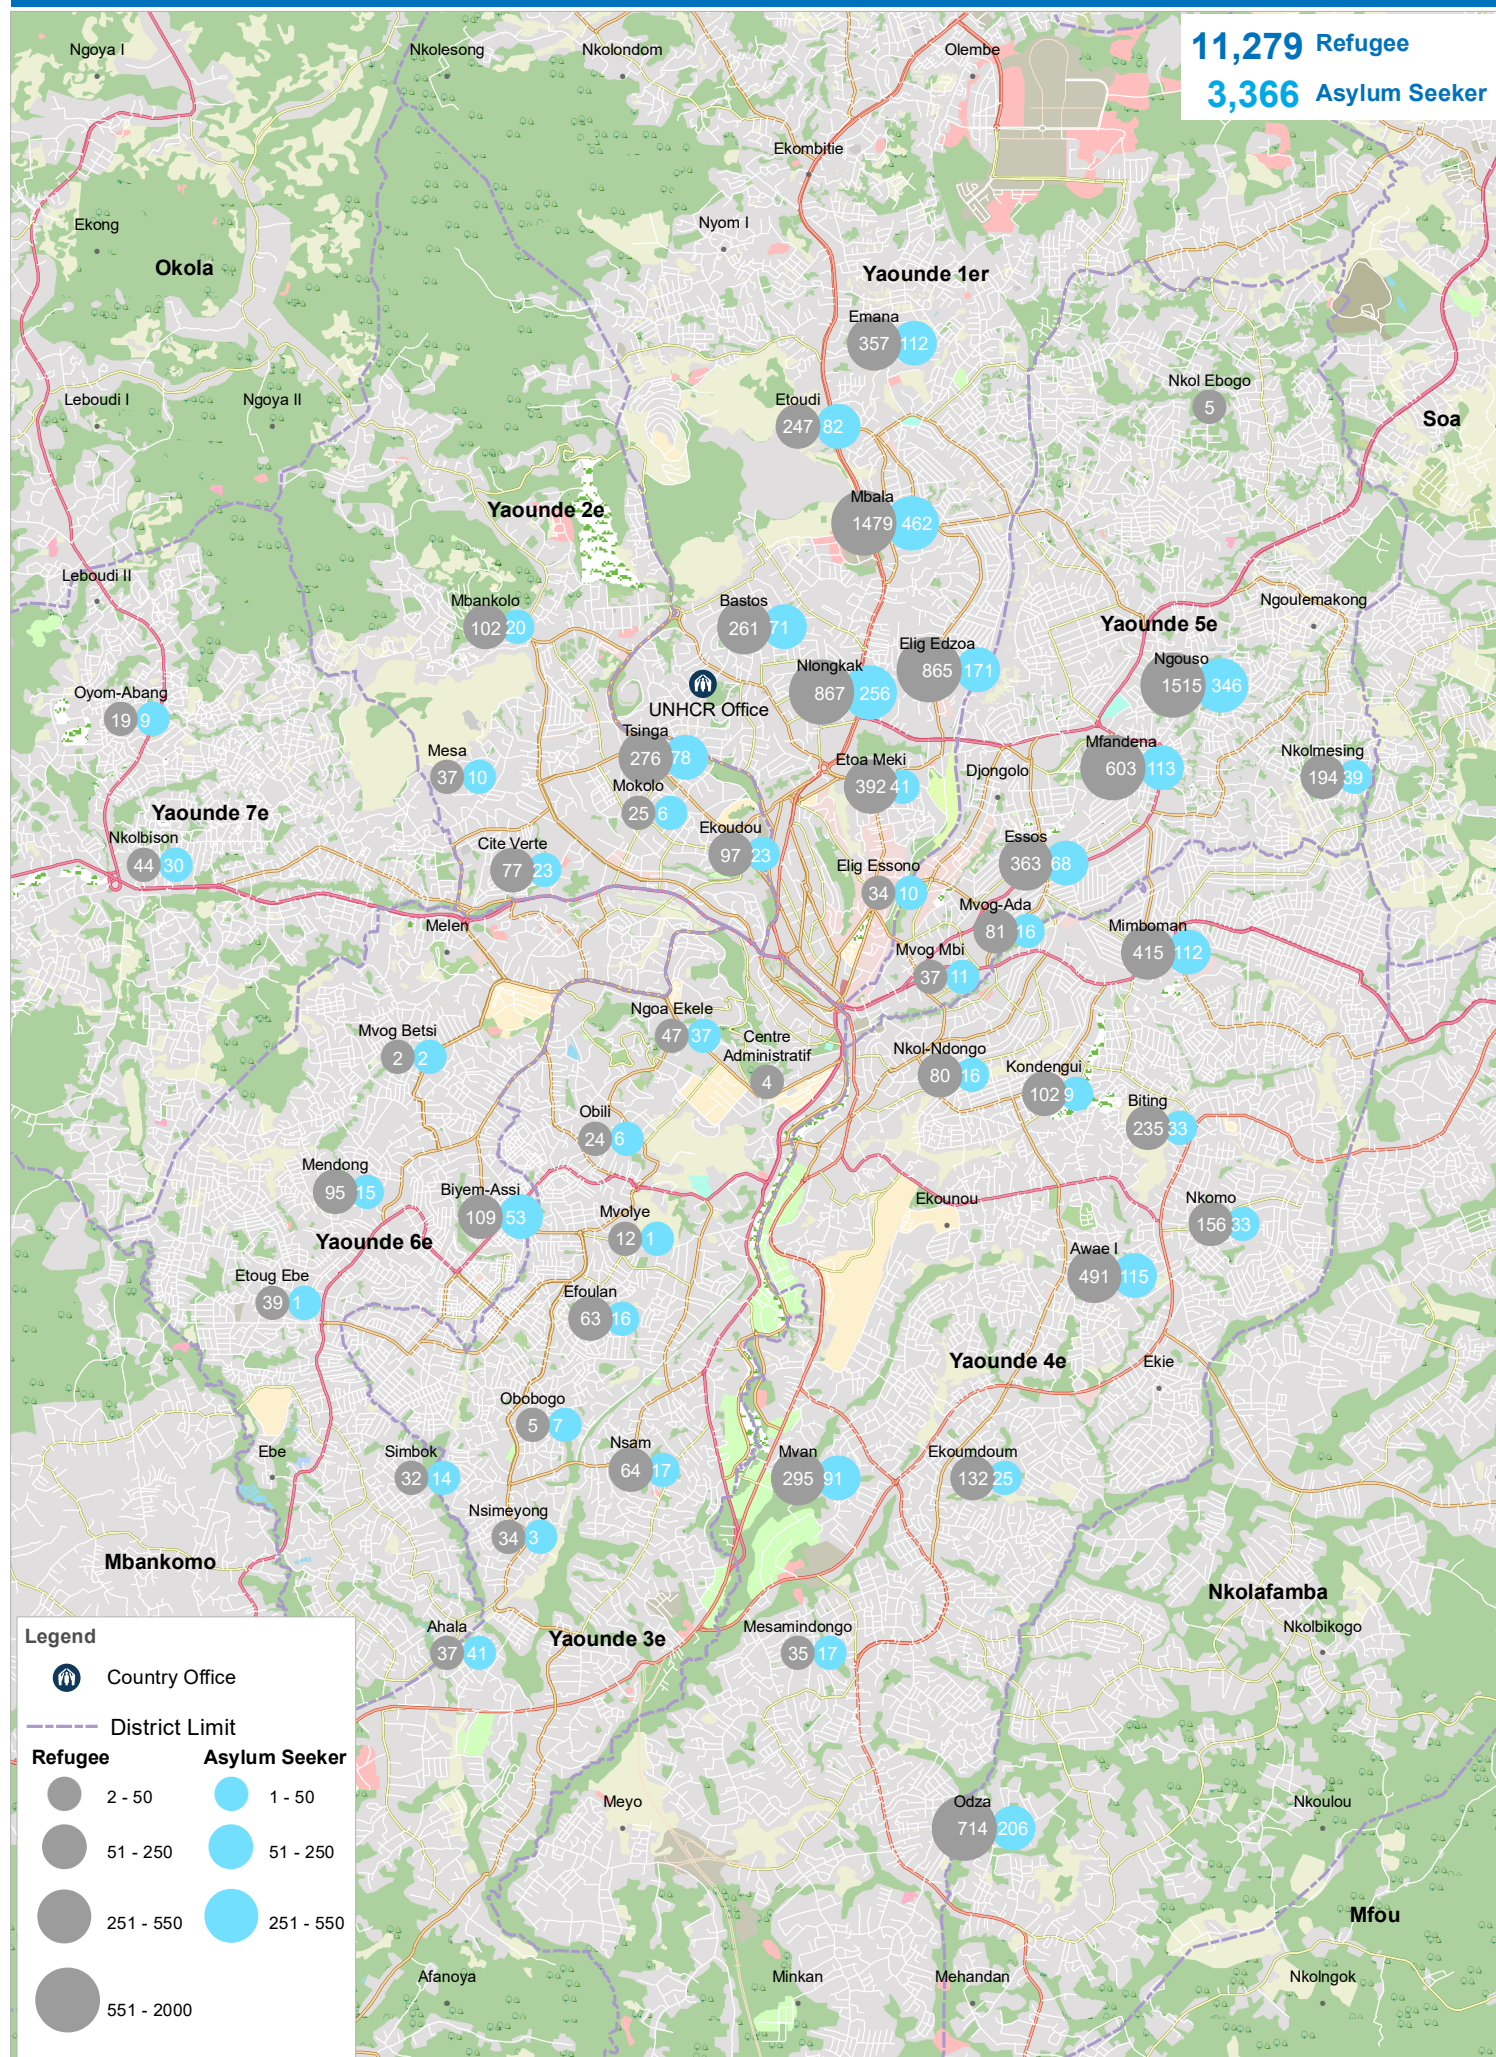 11,279 Refugee
3,366 Asylum Seeker
Ngoya I
Nkolesong
Nkolondom
Olembe
Ekombitie
Nyom I
Ekong
Okola
Yaounde 1er
Emana
357 112
Nkol Ebogo
5
Leboudi I
Ngoya II
Etoudi
247 82
Soa
Mbala
1479 462
Yaounde 2e
Leboudi II
Mbankolo
102 20
Bastos
261 71
Ngoulemakong
Yaounde 5e
Elig Edzoa
865 171
Ngouso
1515 346
Nlongkak
867 256
UNHCR Office
Oyom-Abang
19 9
Tsinga
276 78
Mesa
37 10
Etoa Meki
392 41
Djongolo
Mfandena
603 113
Nkolmesing
194 39
Mokolo
25 6
Yaounde 7e
Nkolbison
44 30
Cite Verte
77 23
Ekoudou
97 23
Essos
363 68
Elig Essono
34 10
Mvog-Ada
81 16
Melen
Mimboman
415 112
Mvog Mbi
37 11
Ngoa Ekele
47 37
Mvog Betsi
2 2
Centre
Administratif
4
Nkol-Ndongo
80 16
Kondengui
102 9
Biting
235 33
Obili
24 6
Mendong
95 15
Biyem-Assi
109 53
Mvolye
12 1
Ekounou
Nkomo
156 33
Yaounde 6e
Awae I
491 115
Etoug Ebe
39 1
Efoulan
63 16
Yaounde 4e
Ekie
Obobogo
5 7
Ebe
Simbok
32 14
Nsam
64 17
Mvan
295 91
Ekoumdoum
132 25
Nsimeyong
34 3
Mbankomo
Nkolafamba
Ahala
37 41
Yaounde 3e
Mesamindongo
35 17
Nkolbikogo
Legend
Country Office
District Limit
Refugee Asylum Seeker
2 - 50 1 - 50
51 - 250 51 - 250
251 - 550 251 - 550
551 - 2000
Meyo
Odza
714 206
Nkoulou
Mfou
Afanoya
Minkan
Mehandan
Nkolngok